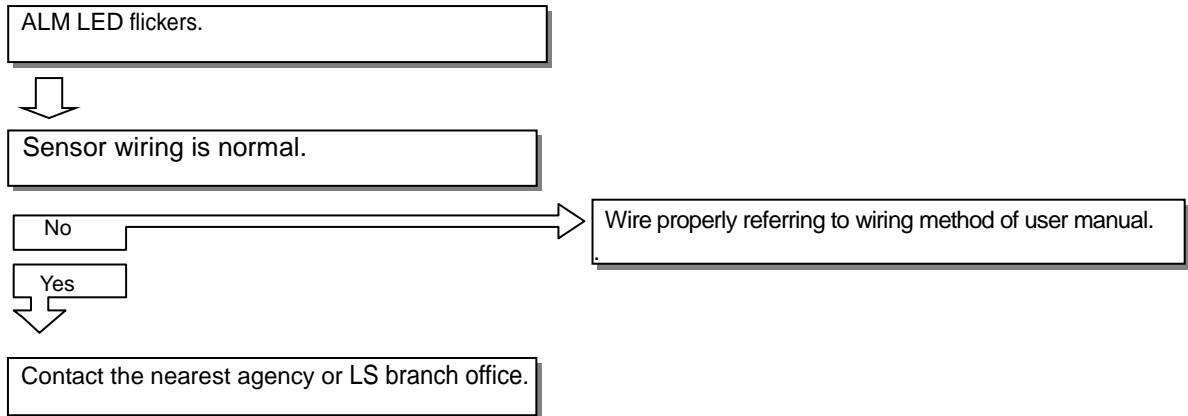 ALM LED flickers.
Sensor wiring is normal.
No
Wire properly referring to wiring method of user manual.
.
Yes
Contact the nearest agency or LS branch office.